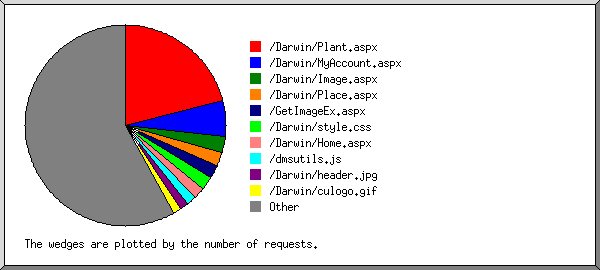 /Darwin/Plant.aspx
/Darwin/MyAccount.aspx
/Darwin/Image.aspx
/Darwin/Place.aspx
/GetImageEx.aspx
/Darwin/style.css
/Darwin/Home.aspx
/dmsutils.js
/Darwin/header.jpg
/Darwin/culogo.gif
Other
The wedges are plotted by the number of requests.